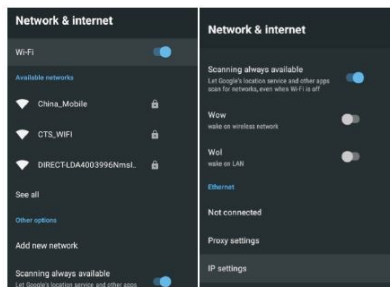 Network & internet
Wi-Fi
Available networks
China_Mobile
CTS_WIFI
DIRECT-LDA4003996Nmsl..
See all
Other options
Add new network
Scanning always available
Let Google's location service and other apps
Network & internet
Scanning always available
Let Google's location service and other apps
scan for networks, even when Wi-Fi is off
Wow
wake on wireless network
Wol
wake on LAN
Ethernet
Not connected
Proxy settings
IP settings